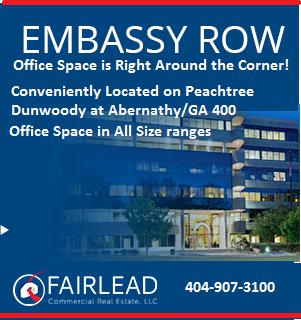 EMBASSY ROW
Office Space is Right Around the Corner!
Conveniently Located on Peachtree
Dunwoody at Abernathy/GA 400
Office Space in All Size ranges
FAIRLEAD
Commercial Real Estate, LLC
404-907-3100